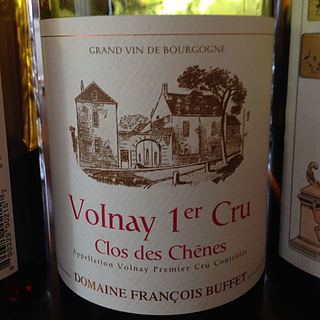 GRAND VIN DE BOURGOGNE
Volnay 1er Cru
Clos des Chênes
Appellation Volnay Premier Cru Contrôlée
DOMAINE FRANÇOIS BUFFET